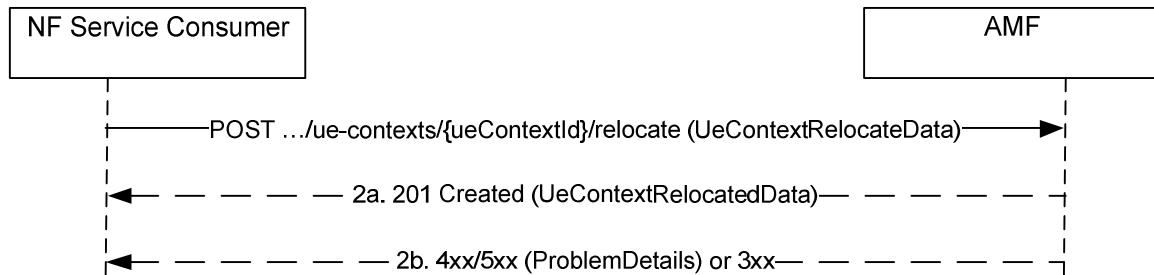 NF Service Consumer
AMF
POST …/ue-contexts/{ueContextId}/relocate (UeContextRelocateData)
2a. 201 Created (UeContextRelocatedData)
2b. 4xx/5xx (ProblemDetails) or 3xx